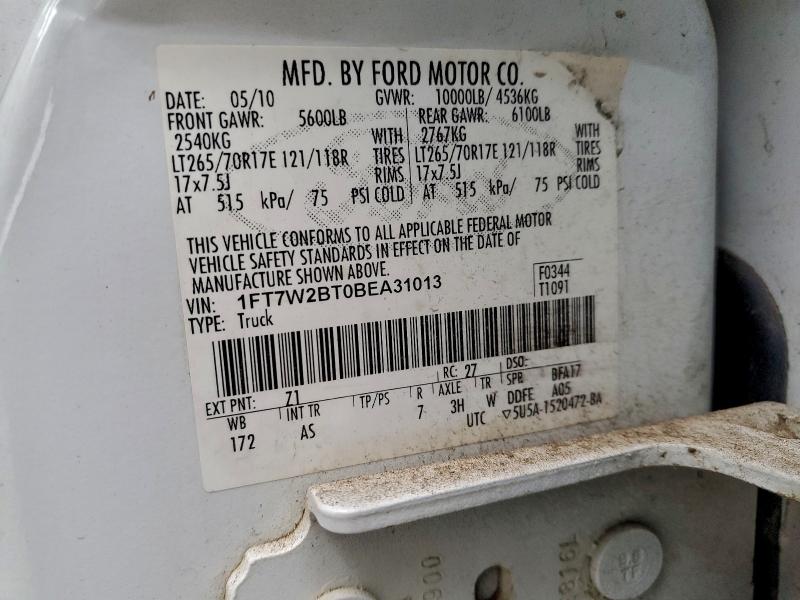 MFD. BY FORD MOTOR CO.
DATE: 05/10 GVWR: 10000LB/ 4536KG
FRONT GAWR: 5600LB REAR GAWR: 6100LB
2540KG WITH 2767KG WITH
LT265/70R17E 121/118R TIRES LT265/70R17E 121/118R TIRES
17x7.5J RIMS 17x7.5J RIMS
AT 515 kPa/ 75 PSI COLD AT 515 kPa/ 75 PSI COLD
THIS VEHICLE CONFORMS TO ALL APPLICABLE FEDERAL MOTOR
VEHICLE SAFETY STANDARDS IN EFFECT ON THE DATE OF
MANUFACTURE SHOWN ABOVE.
VIN: 1FT7W2BT0BEA31013 F0344
TYPE: Truck T1091
EXT PNT: Z1 RC: 27 DSO:
WB INT TR TP/PS R AXLE TR SPR BFA17
172 AS 7 3H W DDFE A05
UTC ▽5U5A-1520472-BA
900
8161